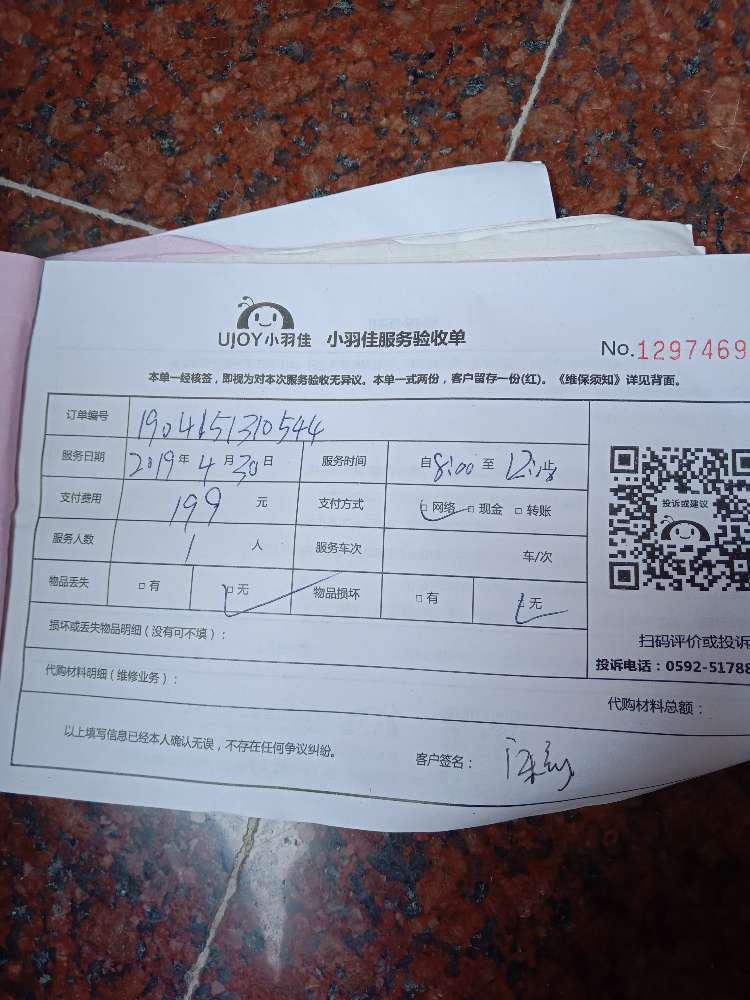 UJOY小羽佳 小羽佳服务验收单
No.1297469
本单一经核签，即视为对本次服务验收无异议。本单一式两份，客户留存一份(红)。《维保须知》详见背面。
订单编号 1904151310544
服务日期 2019年4月30日 服务时间 自8:00至12:止
支付费用 199元 支付方式 □网络 □现金 □转账
服务人数 1人 服务车次 车/次
物品丢失 □有 □无 物品损坏 □有 □无
损坏或丢失物品明细（没有可不填）：
代购材料明细（维修业务）：
代购材料总额：
以上填写信息已经本人确认无误，不存在任何争议纠纷。
客户签名：
投诉或建议
扫码评价或投诉
投诉电话：0592-51788